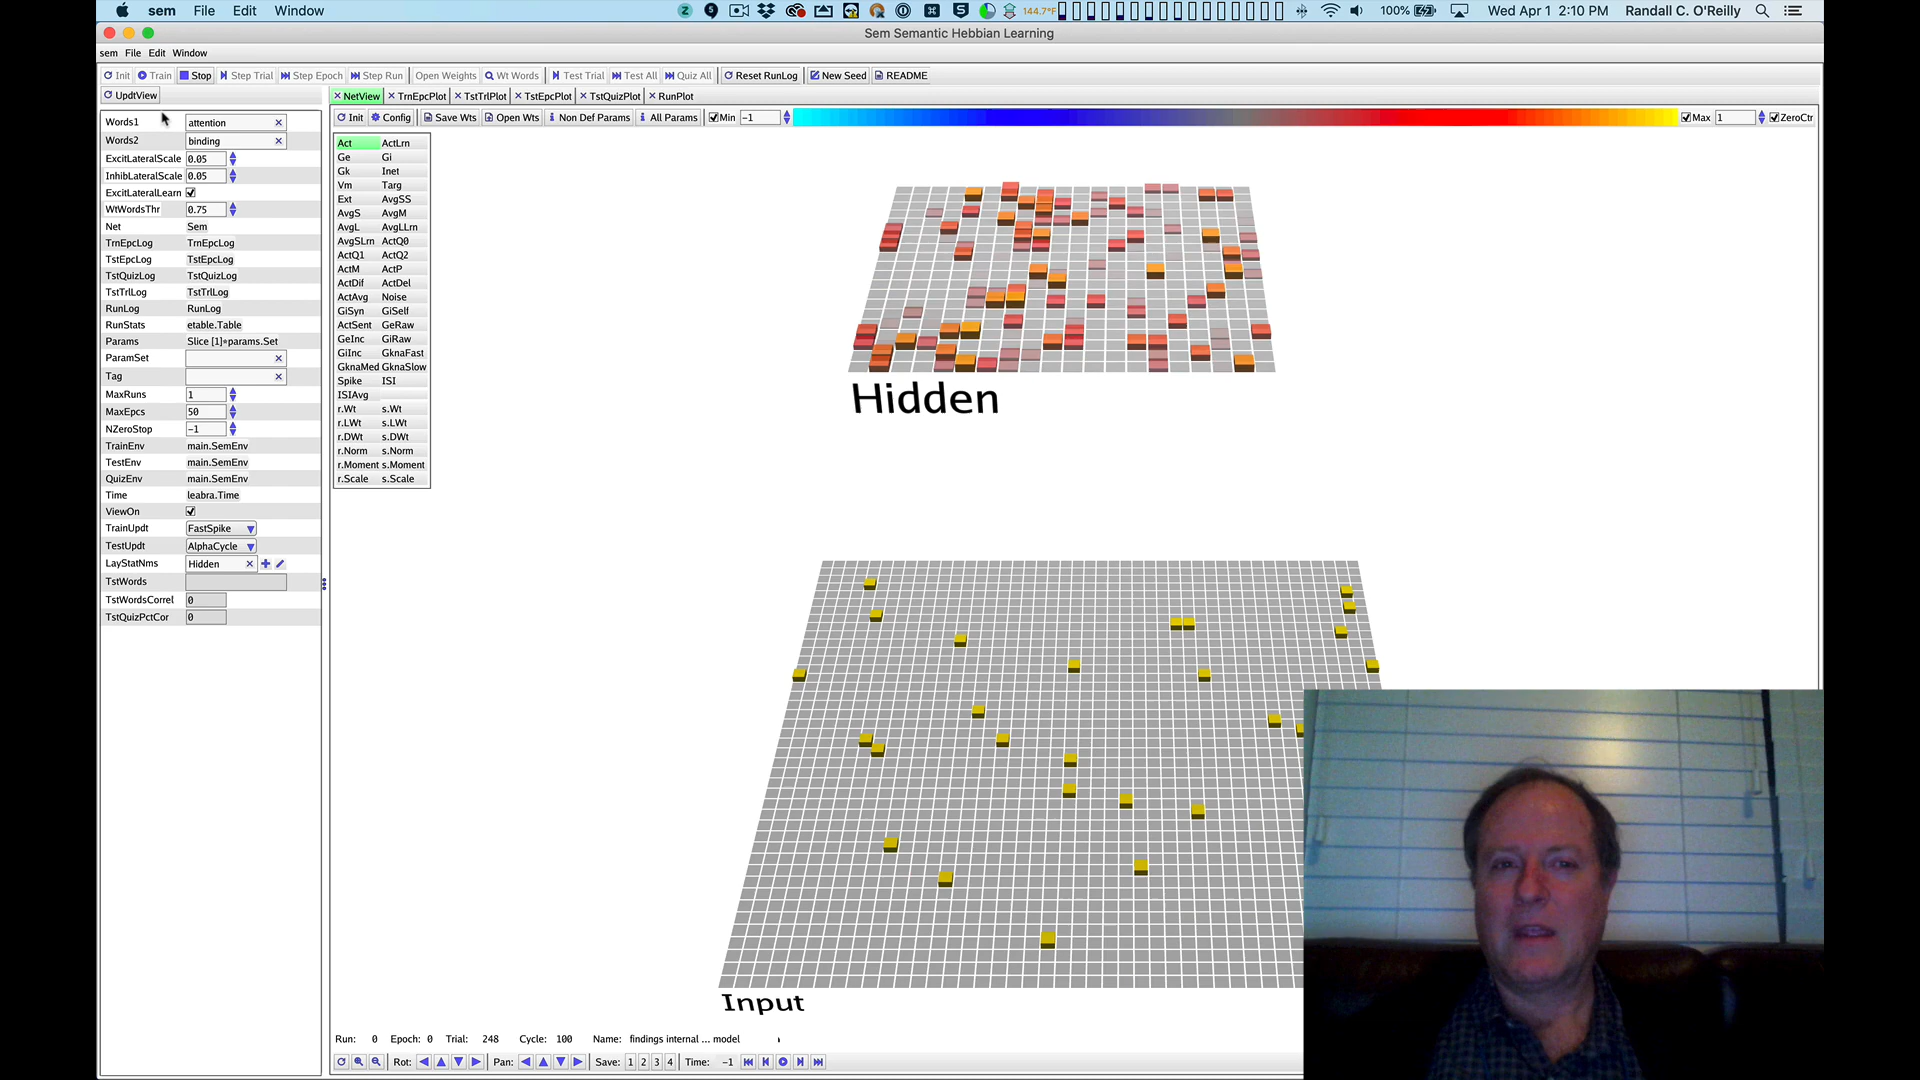 sem File Edit Window 144.7°F 100% Wed Apr 1 2:10 PM Randall C. O'Reilly
Sem Semantic Hebbian Learning
sem File Edit Window
Init Train Stop Step Trial Step Epoch Step Run Open Weights Wt Words Test Trial Test All Quiz All Reset RunLog New Seed README
UpdtView
NetView TrnEpcPlot TstTrlPlot TstEpcPlot TstQuizPlot RunPlot
Init Config Save Wts Open Wts Non Def Params All Params Min -1 Max 1 ZeroCtr
Words1 attention
Words2 binding
ExcitLateralScale 0.05
InhibLateralScale 0.05
ExcitLateralLearn
WtWordsThr 0.75
Net Sem
TrnEpcLog TrnEpcLog
TstEpcLog TstEpcLog
TstQuizLog TstQuizLog
TstTrlLog TstTrlLog
RunLog RunLog
RunStats etable.Table
Params Slice [1]*params.Set
ParamSet
Tag
MaxRuns 1
MaxEpcs 50
NZeroStop -1
TrainEnv main.SemEnv
TestEnv main.SemEnv
QuizEnv main.SemEnv
Time leabra.Time
ViewOn
TrainUpdt FastSpike
TestUpdt AlphaCycle
LayStatNms Hidden
TstWords
TstWordsCorrel 0
TstQuizPctCor 0
Act ActLrn
Ge Gi
Gk Inet
Vm Targ
Ext AvgSS
AvgS AvgM
AvgL AvgLLrn
AvgSLrn ActQ0
ActQ1 ActQ2
ActM ActP
ActDif ActDel
ActAvg Noise
GiSyn GiSelf
ActSent GeRaw
GeInc GiRaw
GiInc GknaFast
GknaMed GknaSlow
Spike ISI
ISIAvg
r.Wt s.Wt
r.LWt s.LWt
r.DWt s.DWt
r.Norm s.Norm
r.Moment s.Moment
r.Scale s.Scale
Hidden
Input
Run: 0 Epoch: 0 Trial: 248 Cycle: 100 Name: findings internal ... model
Rot: Pan: Save: 1 2 3 4 Time: -1